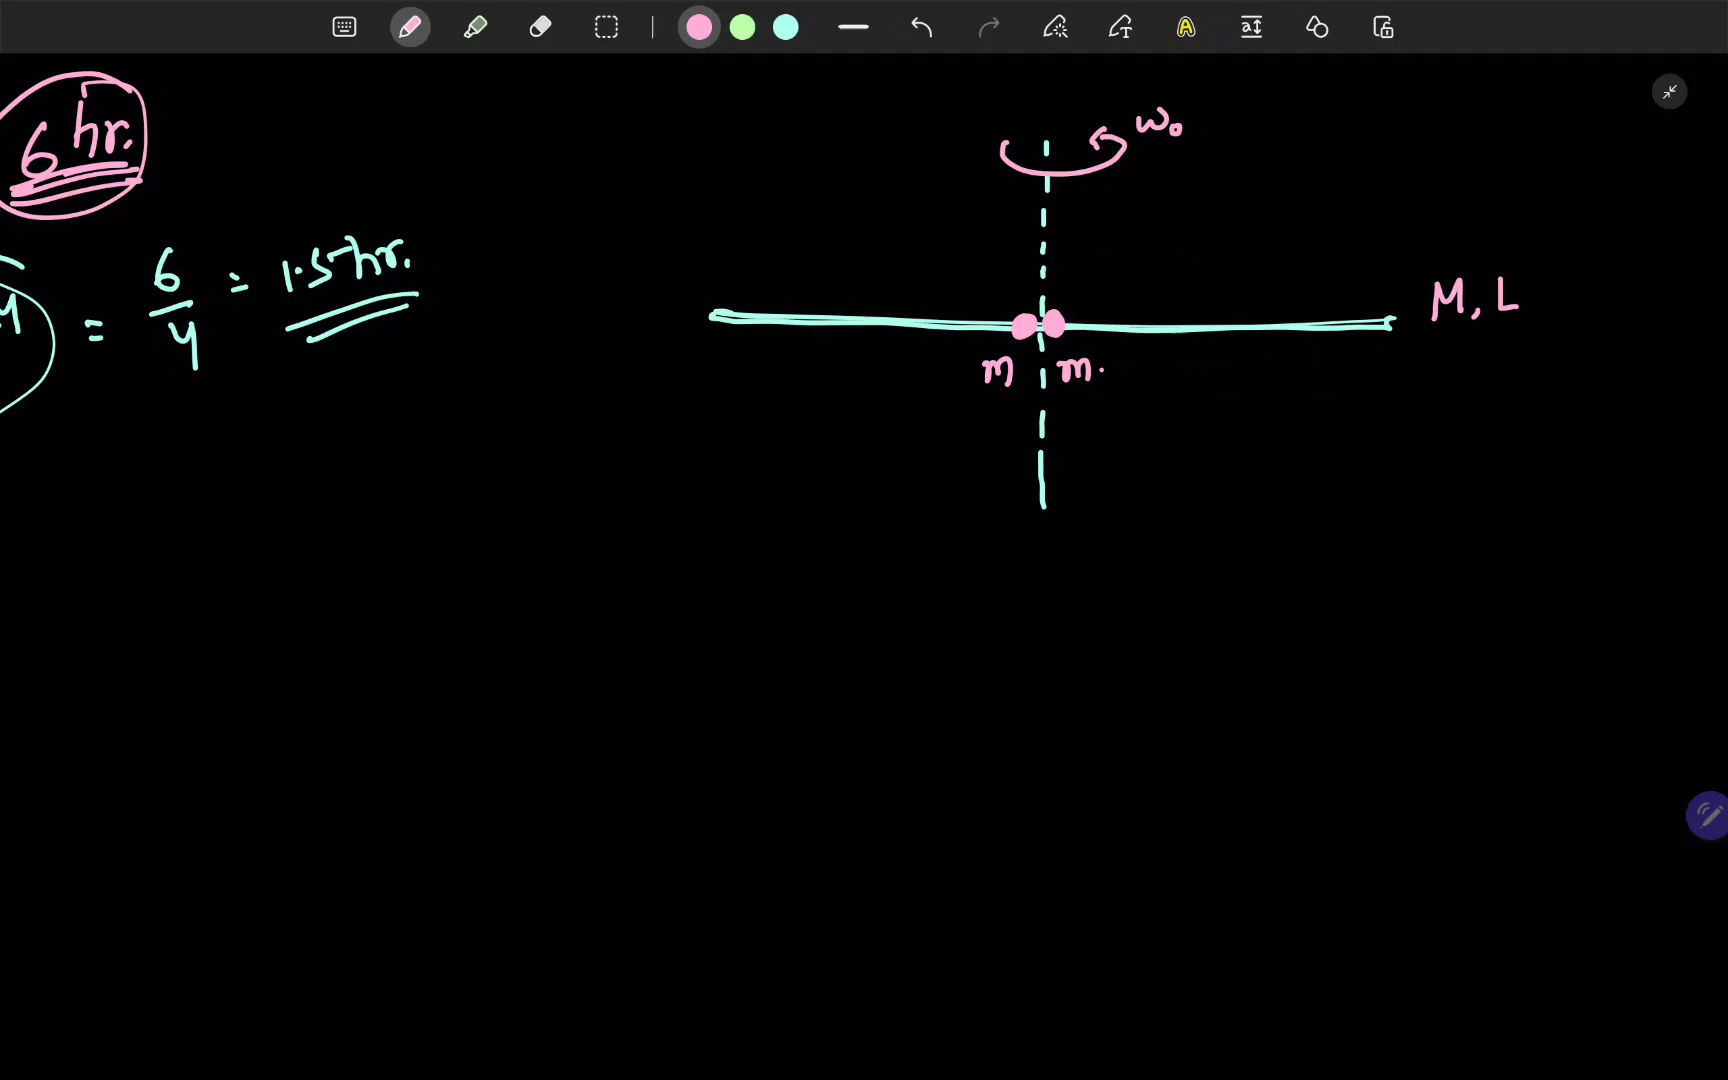 6 hr.
= 6/4 = 1.5 hr.
ω₀
M, L
m m.